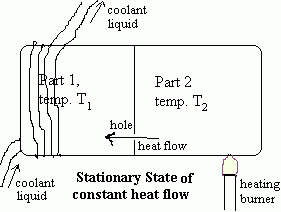 coolant
liquid
Part 1,
temp. T1
Part 2
temp. T2
hole
heat flow
coolant
liquid
Stationary State of
constant heat flow
heating
burner